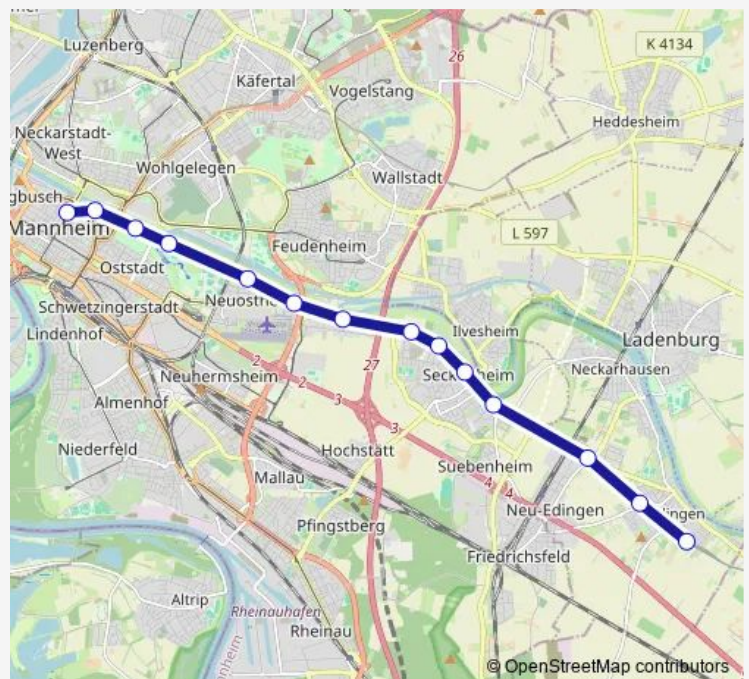 Luzenberg
26
K 4134
Käfertal
Vogelstang
Heddesheim
Neckarstadt-
West
Wohlgelegen
Wallstadt
gbusch
Mannheim
L 597
Feudenheim
Oststadt
Schwetzingerstadt
Lindenhof
Ilvesheim
Ladenburg
2
27
Neckarhausen
Neuhermsheim
2
3
Almenhof
3
Niederfeld
Hochstätt
Suebenheim
Mallau
4
4
Neu-Edingen
Pfingstberg
Friedrichsfeld
Altrip
Rheinauhafen
Rheinau
© OpenStreetMap contributors